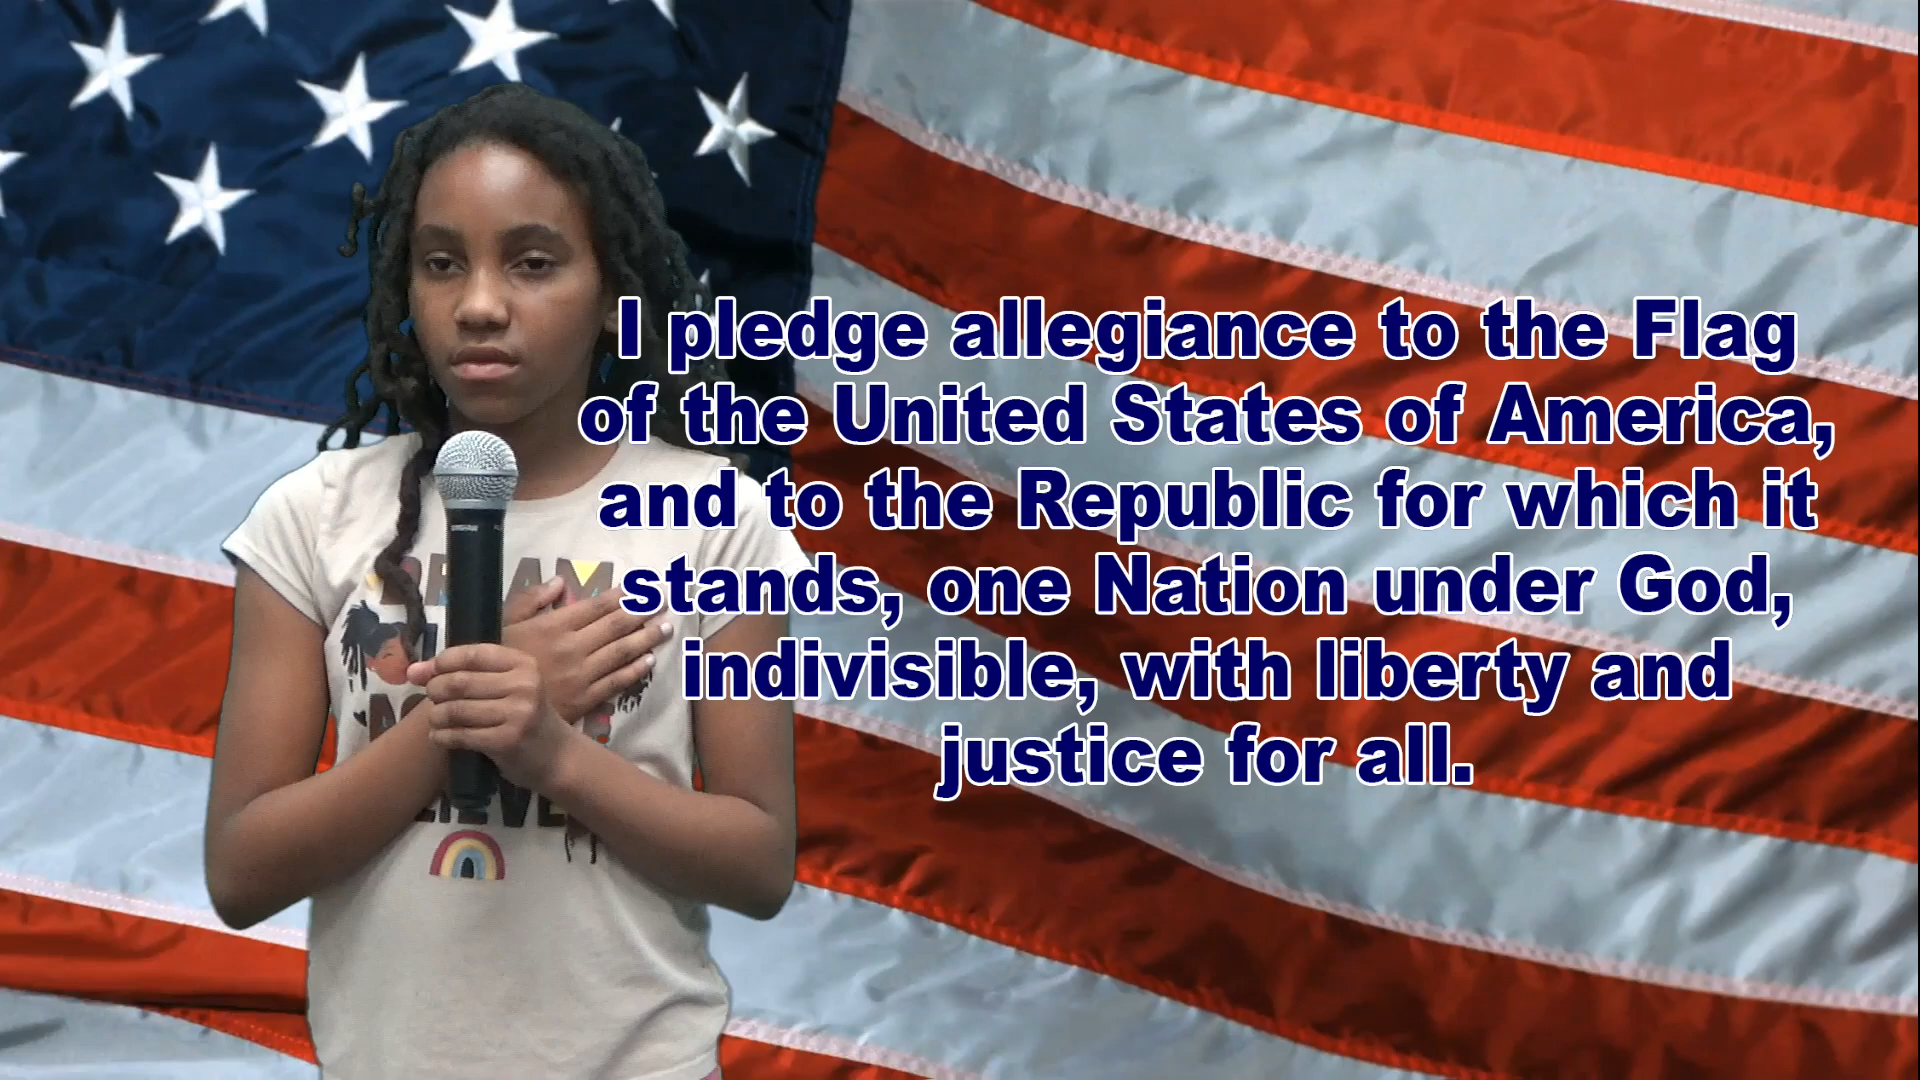 I pledge allegiance to the Flag
of the United States of America,
and to the Republic for which it
stands, one Nation under God,
indivisible, with liberty and
justice for all.